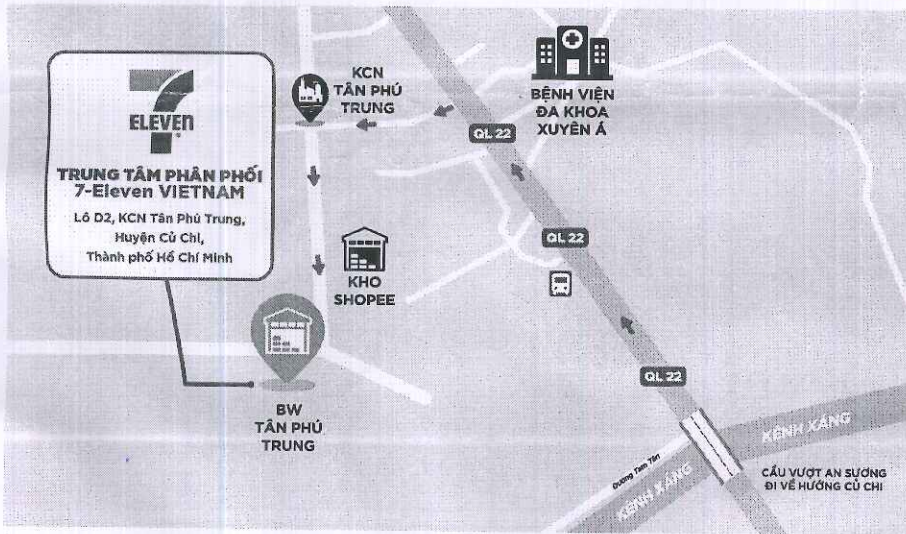 7
ELEVEN
TRUNG TÂM PHÂN PHỐI
7-Eleven VIETNAM
Lô D2, KCN Tân Phú Trung,
Huyện Củ Chi,
Thành phố Hồ Chí Minh
KCN
TÂN PHÚ
TRUNG
BỆNH VIỆN
ĐA KHOA
XUYÊN Á
QL 22
QL 22
KHO
SHOPEE
QL 22
BW
TÂN PHÚ
TRUNG
KÊNH XÁNG
Đường Tam Tân
KÊNH XÁNG
CẦU VƯỢT AN SƯƠNG
ĐI VỀ HƯỚNG CỦ CHI